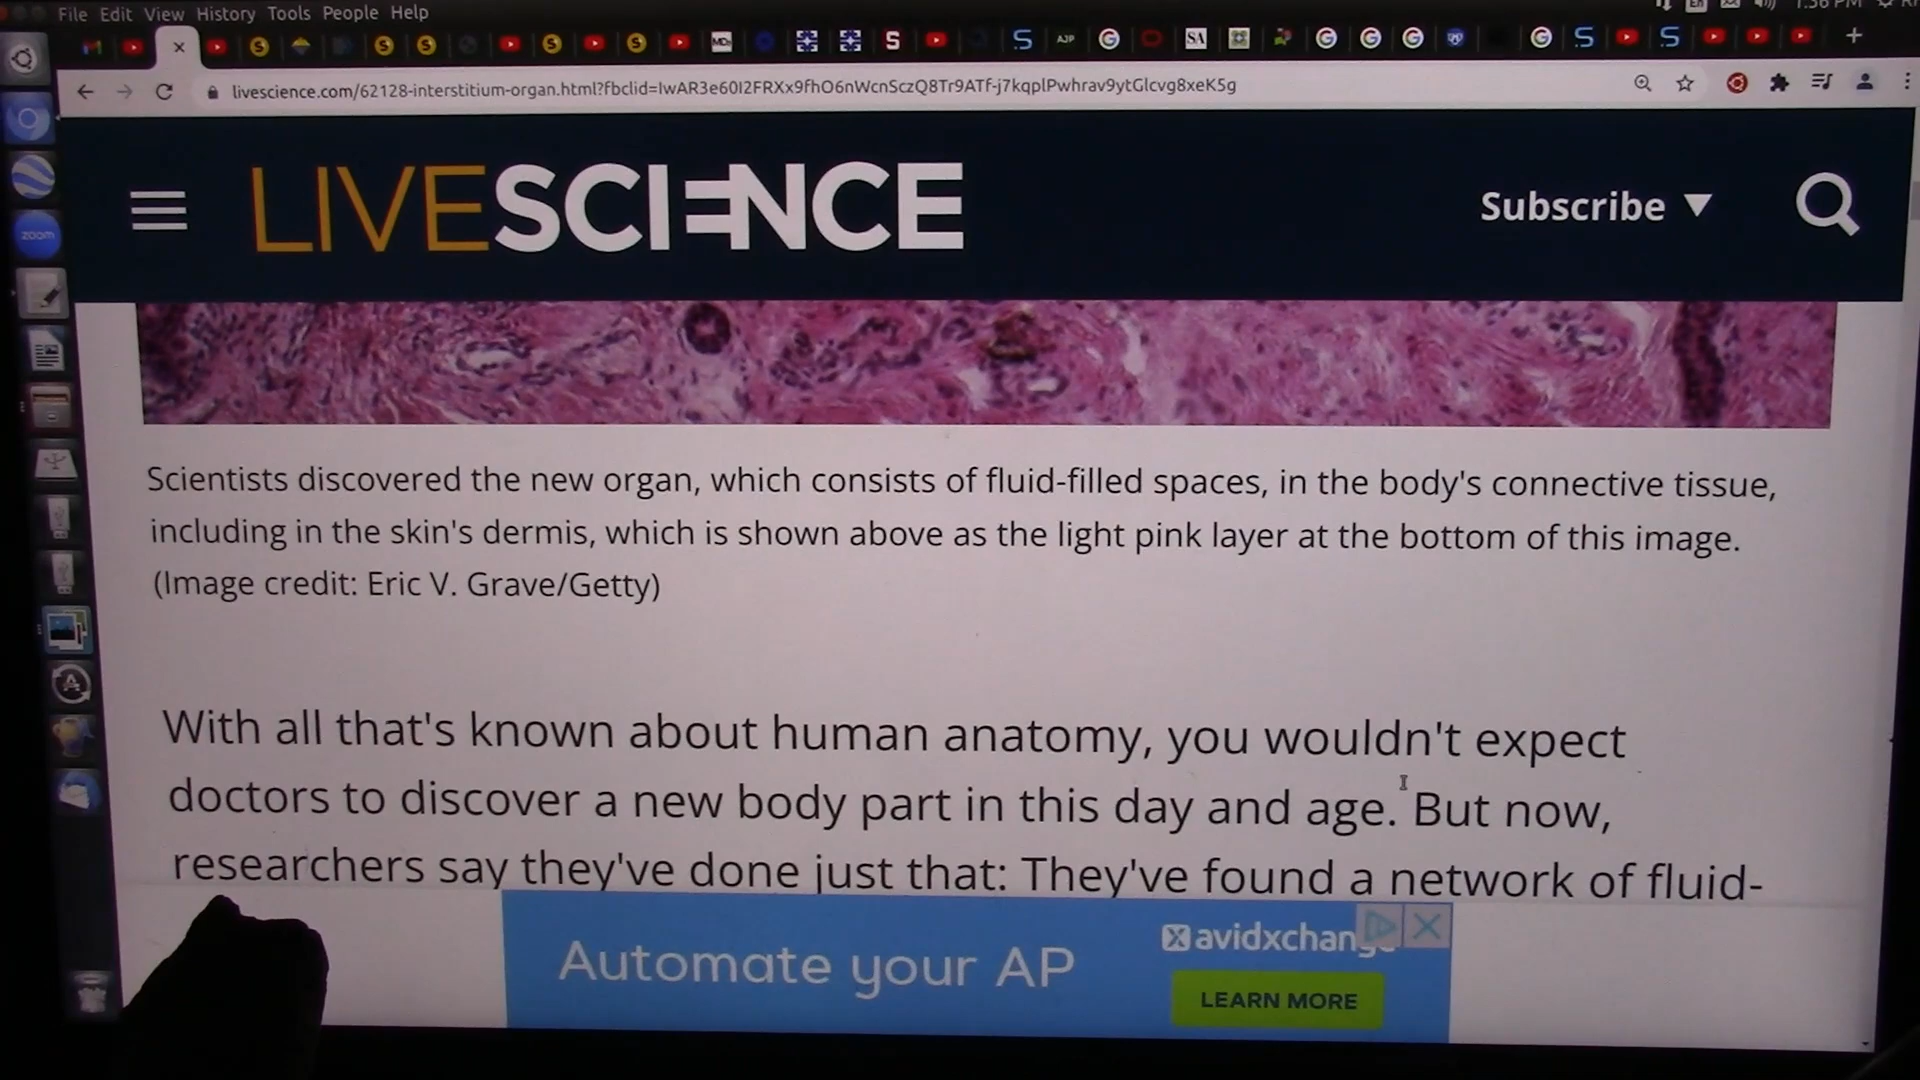 File Edit View History Tools People Help
livescience.com/62128-interstitium-organ.html?fbclid=IwAR3e60I2FRXx9fhO6nWcnSczQ8Tr9ATf-j7kqplPwhrav9ytGlcvg8xeK5g
LIVESCIENCE
Subscribe
zoom
Scientists discovered the new organ, which consists of fluid-filled spaces, in the body's connective tissue,
including in the skin's dermis, which is shown above as the light pink layer at the bottom of this image.
(Image credit: Eric V. Grave/Getty)
With all that's known about human anatomy, you wouldn't expect
doctors to discover a new body part in this day and age. But now,
researchers say they've done just that: They've found a network of fluid-
Automate your AP
avidxchange
LEARN MORE